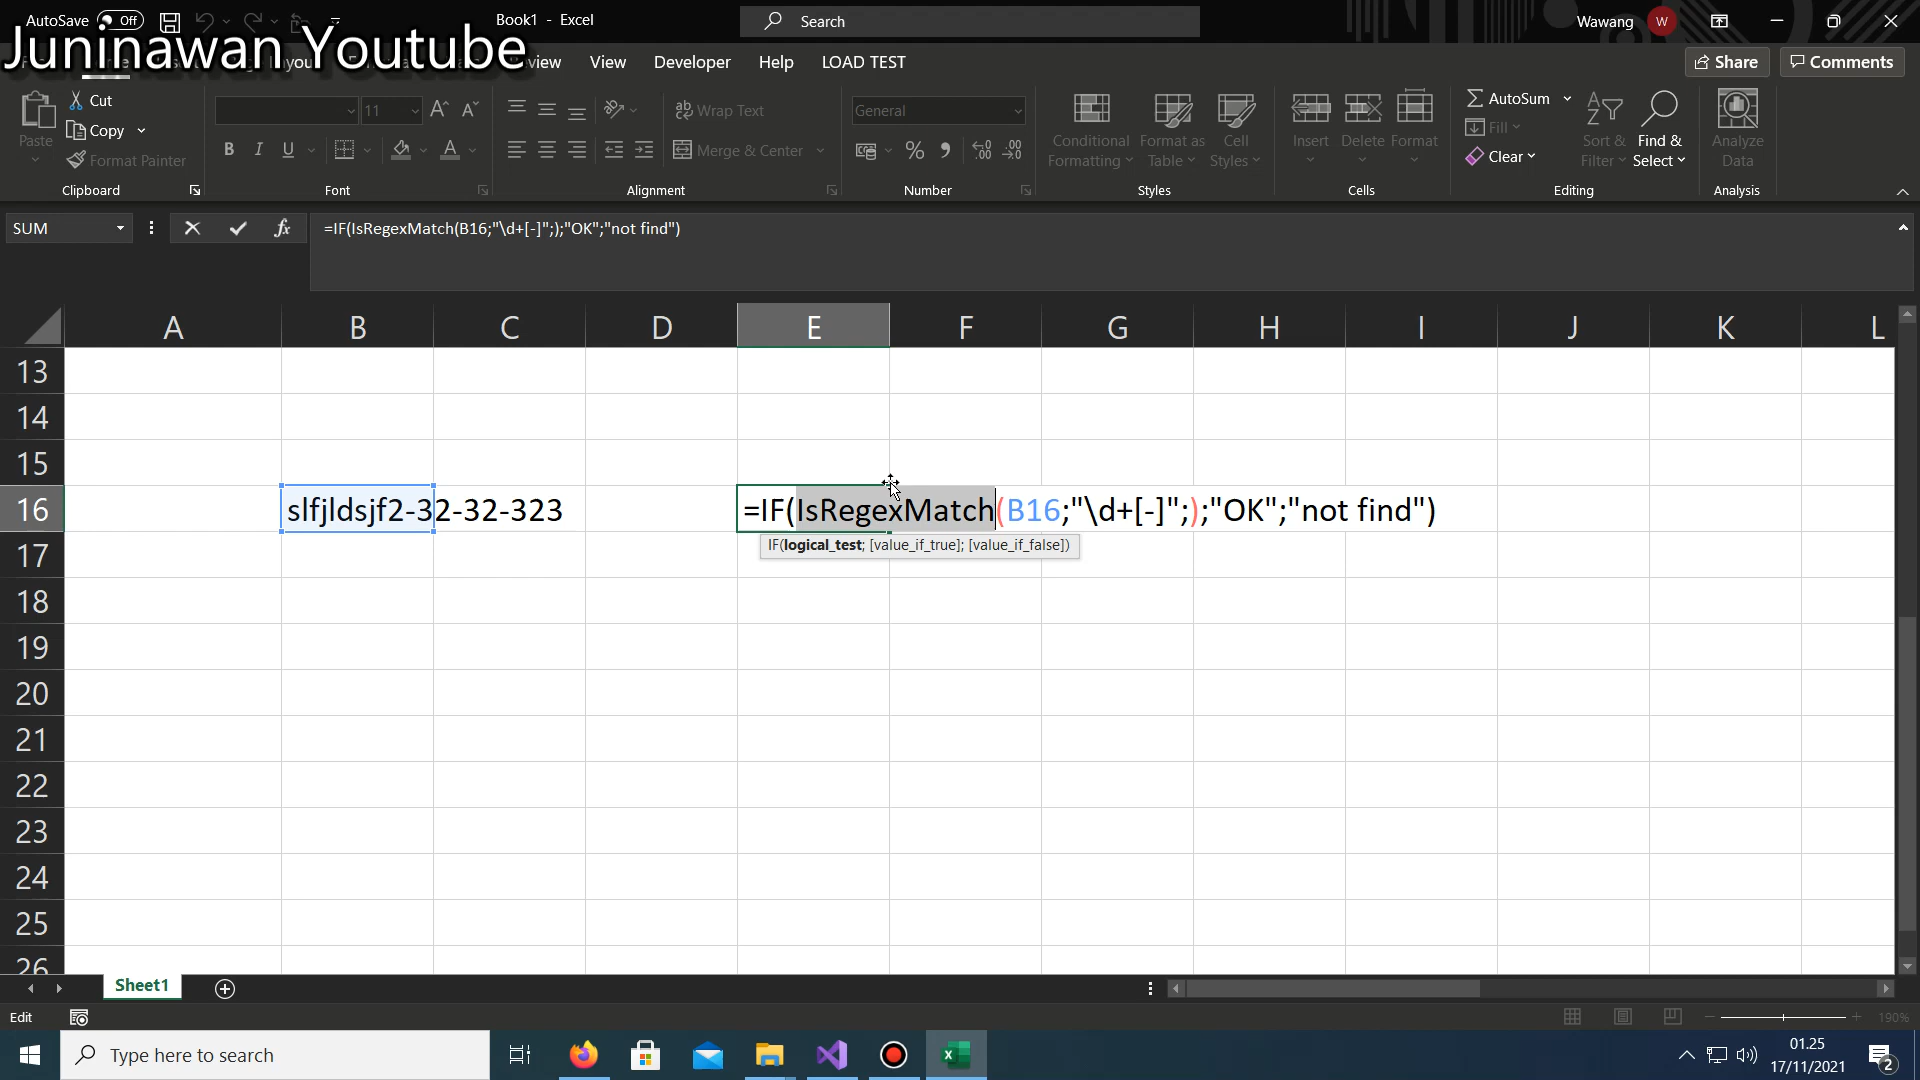 AutoSave Off
Book1 - Excel
Search
Wawang W
Juninawan Youtube
View Developer Help LOAD TEST
Share Comments
Paste Cut
Copy
Format Painter
Clipboard
11
B I U A
Font
Wrap Text
Merge & Center
Alignment
General
%
Number
Conditional Formatting
Format as Table
Cell Styles
Styles
Insert Delete Format
Cells
AutoSum
Fill
Clear
Sort & Filter
Find & Select
Editing
Analyze Data
Analysis
SUM fx =IF(IsRegexMatch(B16;"\d+[-]";);"OK";"not find")
A B C D E F G H I J K L
13
14
15
16 slfjldsjf2-32-32-323 =IF(IsRegexMatch(B16;"\d+[-]";);"OK";"not find")
IF(logical_test; [value_if_true]; [value_if_false])
17
18
19
20
21
22
23
24
25
26
Sheet1
Edit 190%
Type here to search
01.25
17/11/2021
2